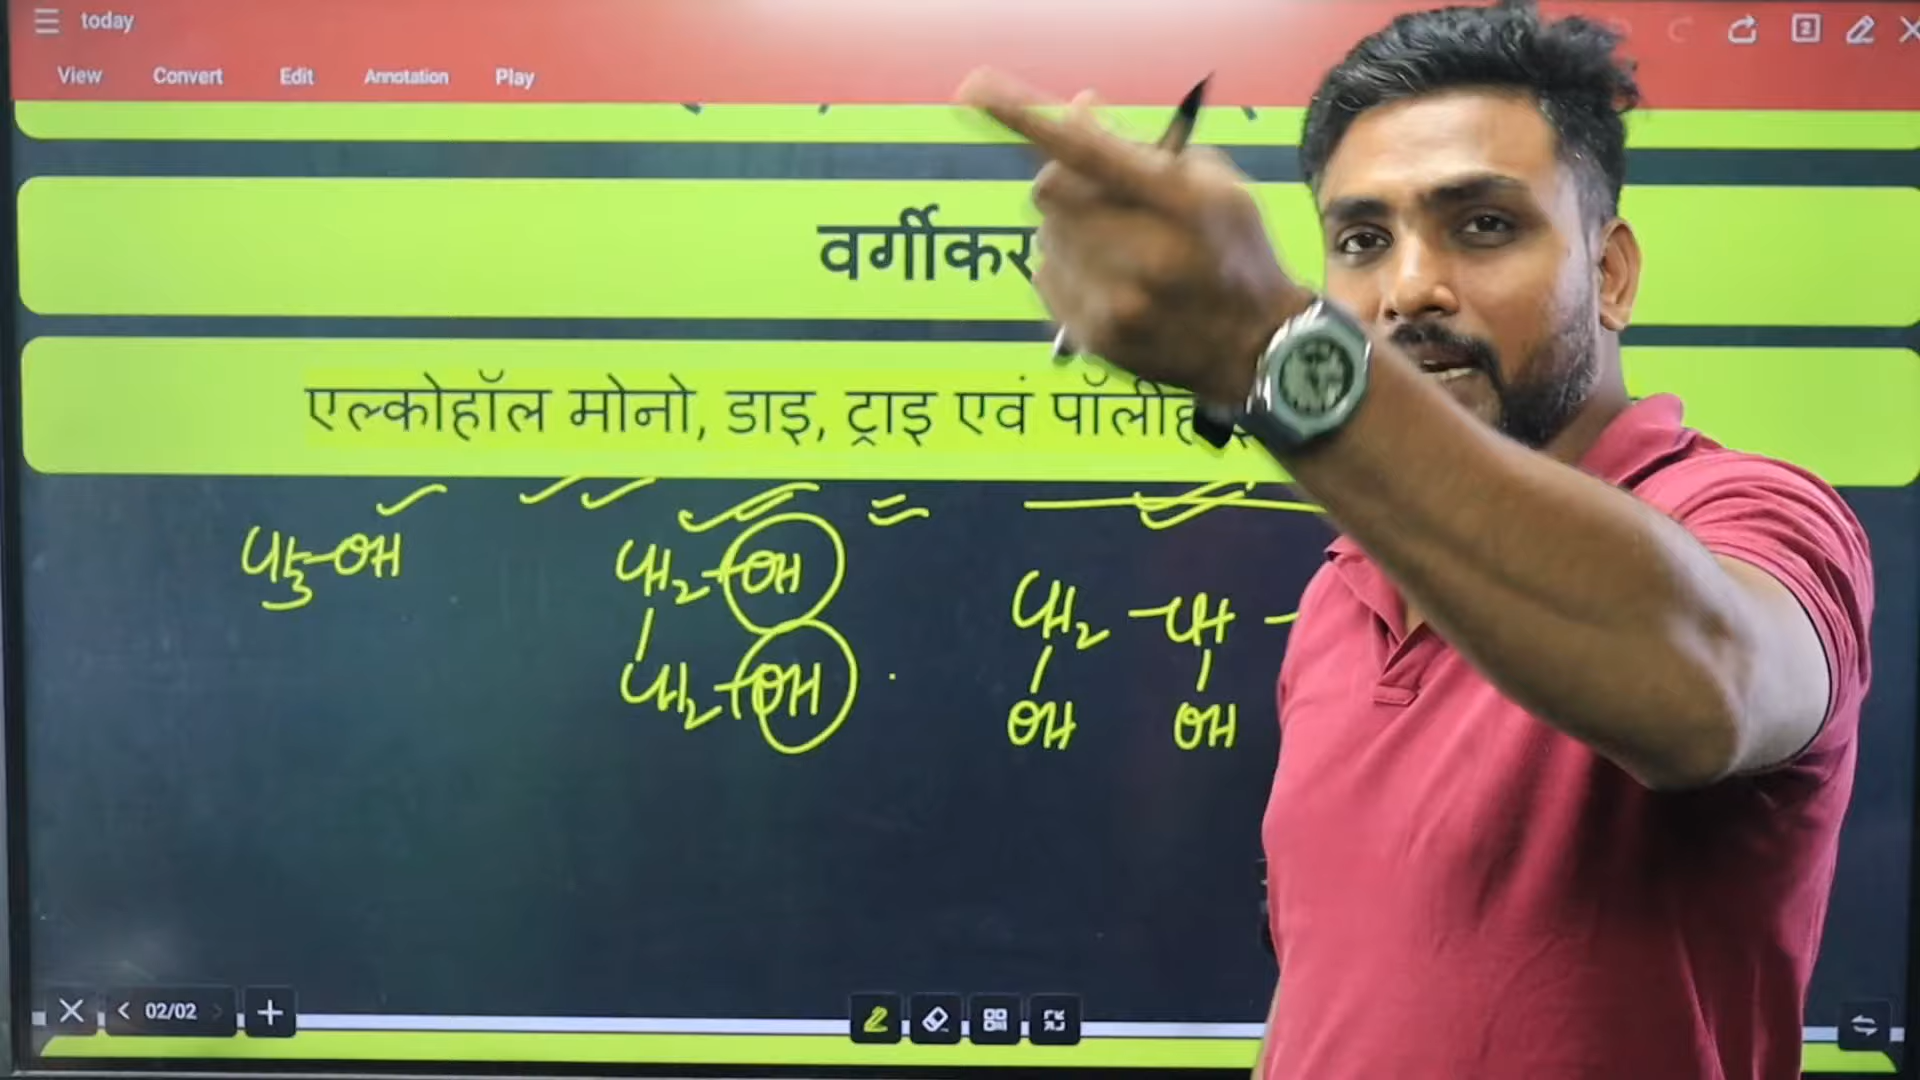 today
View Convert Edit Annotation Play
वर्गीकर
एल्कोहॉल मोनो, डाइ, ट्राइ एवं पॉलीह
CH3-OH
CH2-OH
CH2-OH
CH2 - CH -
OH OH
02/02